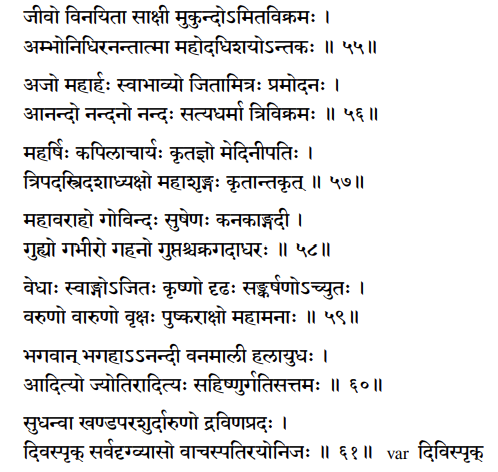 जीवो विनयिता साक्षी मुकुन्दोऽमितविक्रमः ।
अम्भोनिधिरनन्तात्मा महोदधिशयोऽन्तकः ॥ ५५॥
अजो महार्हः स्वाभाव्यो जितामित्रः प्रमोदनः ।
आनन्दो नन्दनो नन्दः सत्यधर्मा त्रिविक्रमः ॥ ५६॥
महर्षिः कपिलाचार्यः कृतज्ञो मेदिनीपतिः ।
त्रिपदस्त्रिदशाध्यक्षो महाशृङ्गः कृतान्तकृत् ॥ ५७॥
महावराहो गोविन्दः सुषेणः कनकाङ्गदी ।
गुह्यो गभीरो गहनो गुप्तश्चक्रगदाधरः ॥ ५८॥
वेधाः स्वाङ्गोऽजितः कृष्णो दृढः सङ्कर्षणोऽच्युतः ।
वरुणो वारुणो वृक्षः पुष्कराक्षो महामनाः ॥ ५९॥
भगवान् भगहाऽऽनन्दी वनमाली हलायुधः ।
आदित्यो ज्योतिरादित्यः सहिष्णुर्गतिसत्तमः ॥ ६०॥
सुधन्वा खण्डपरशुर्दारुणो द्रविणप्रदः ।
दिवस्पृक् सर्वदृग्व्यासो वाचस्पतिरयोनिजः ॥ ६१॥ var दिविस्पृक्